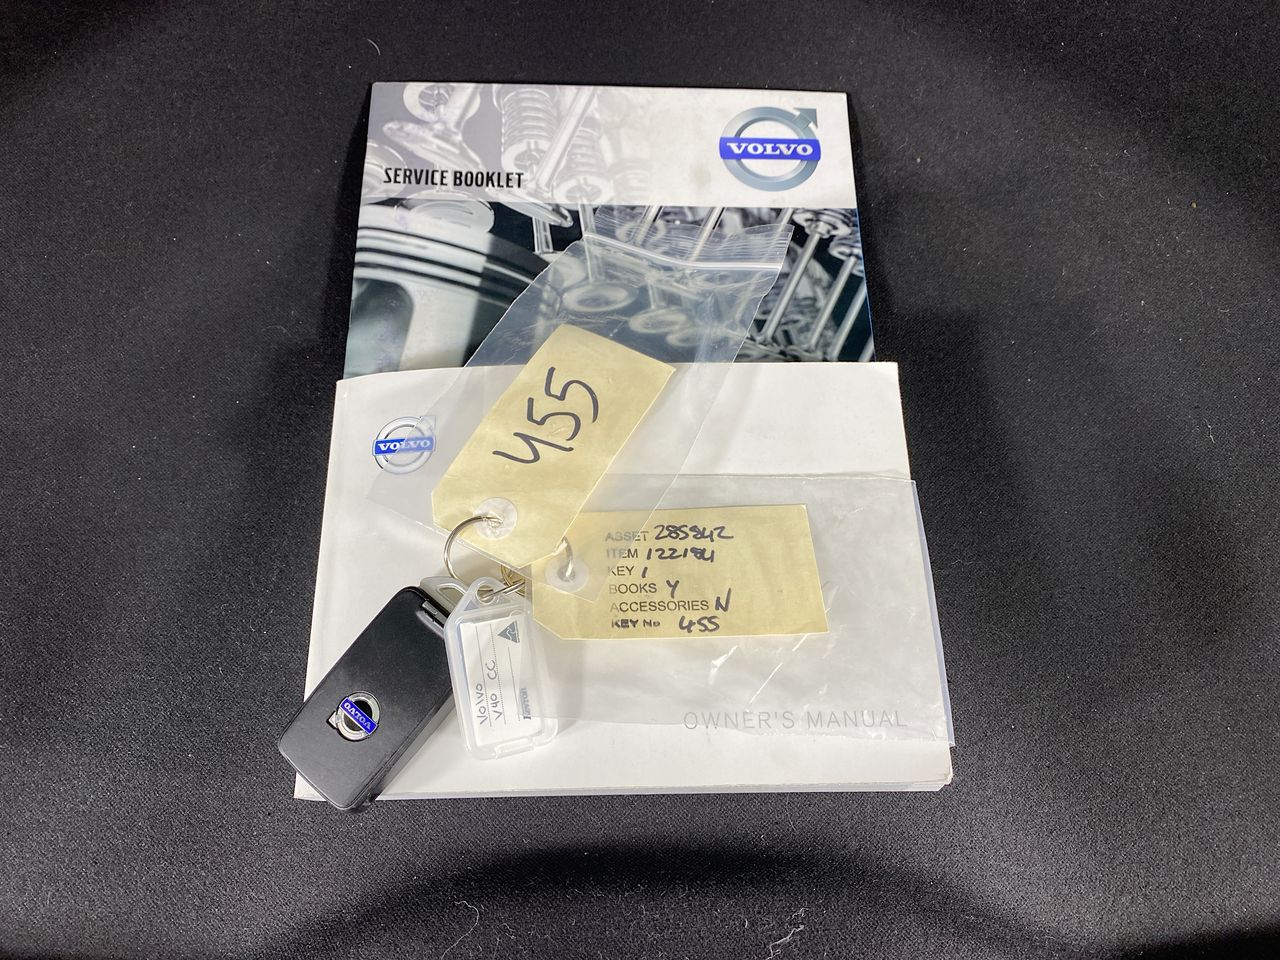 VOLVO
SERVICE BOOKLET
VOLVO
455
ASSET 285842
ITEM 122184
KEY 1
BOOKS Y
ACCESSORIES N
KEY No 455
Volvo
V40 CC
Kevron
VOLVO
OWNER'S MANUAL